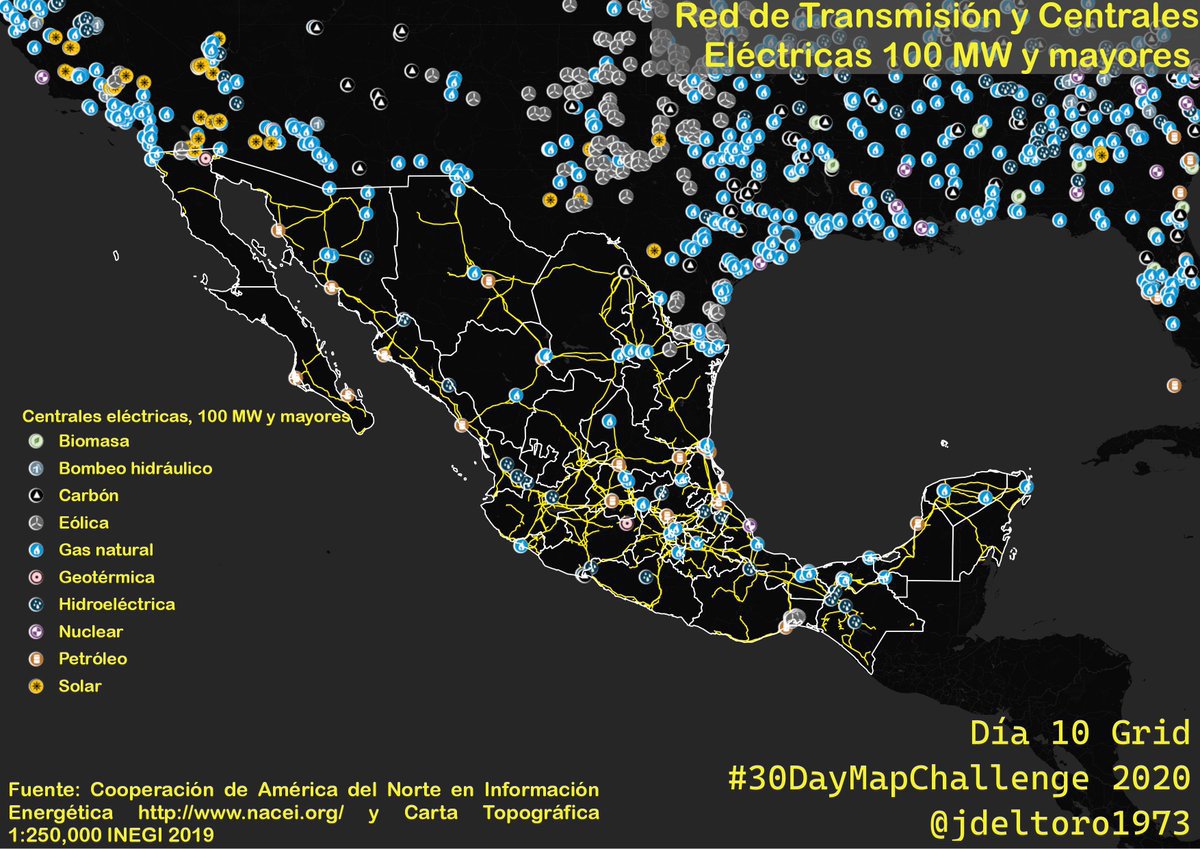 Red de Transmisión y Centrales
Eléctricas 100 MW y mayores
Centrales eléctricas, 100 MW y mayores
Biomasa
Bombeo hidráulico
Carbón
Eólica
Gas natural
Geotérmica
Hidroeléctrica
Nuclear
Petróleo
Solar
Día 10 Grid
#30DayMapChallenge 2020
@jdeltoro1973
Fuente: Cooperación de América del Norte en Información
Energética http://www.nacei.org/ y Carta Topográfica
1:250,000 INEGI 2019